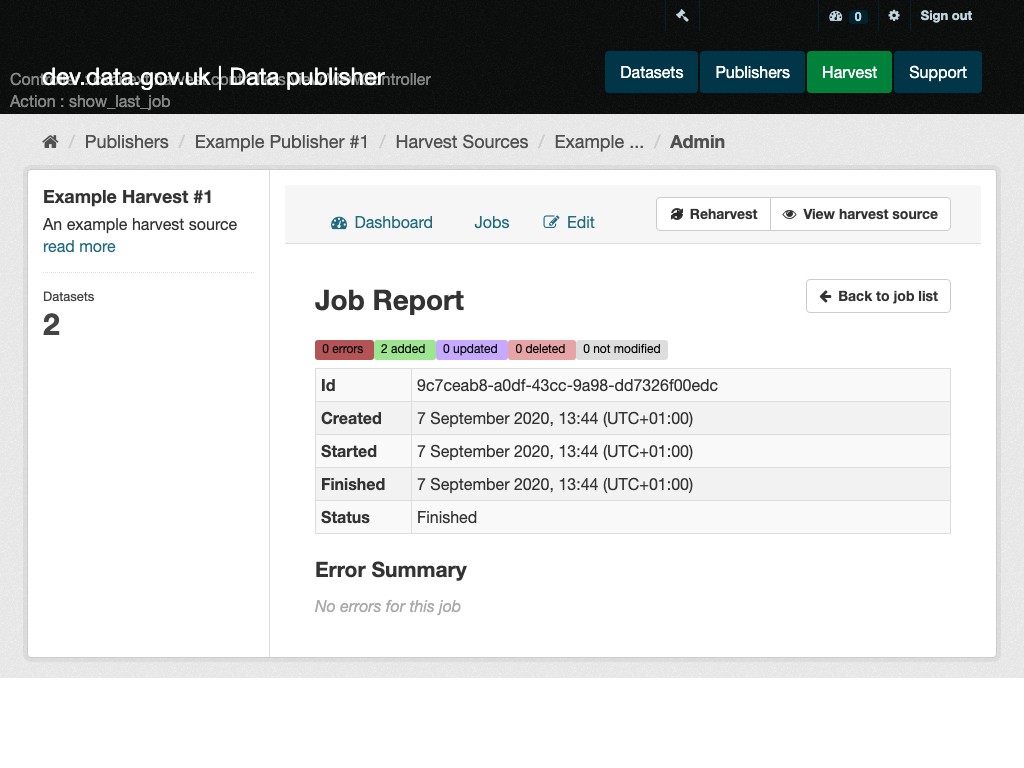 0 Sign out
dev.data.gov.uk | Data publisher
Action : show_last_job
Datasets Publishers Harvest Support
/ Publishers / Example Publisher #1 / Harvest Sources / Example ... / Admin
Example Harvest #1
An example harvest source
read more
Datasets
2
Dashboard Jobs Edit
Reharvest View harvest source
Job Report
Back to job list
0 errors 2 added 0 updated 0 deleted 0 not modified
Id 9c7ceab8-a0df-43cc-9a98-dd7326f00edc
Created 7 September 2020, 13:44 (UTC+01:00)
Started 7 September 2020, 13:44 (UTC+01:00)
Finished 7 September 2020, 13:44 (UTC+01:00)
Status Finished
Error Summary
No errors for this job